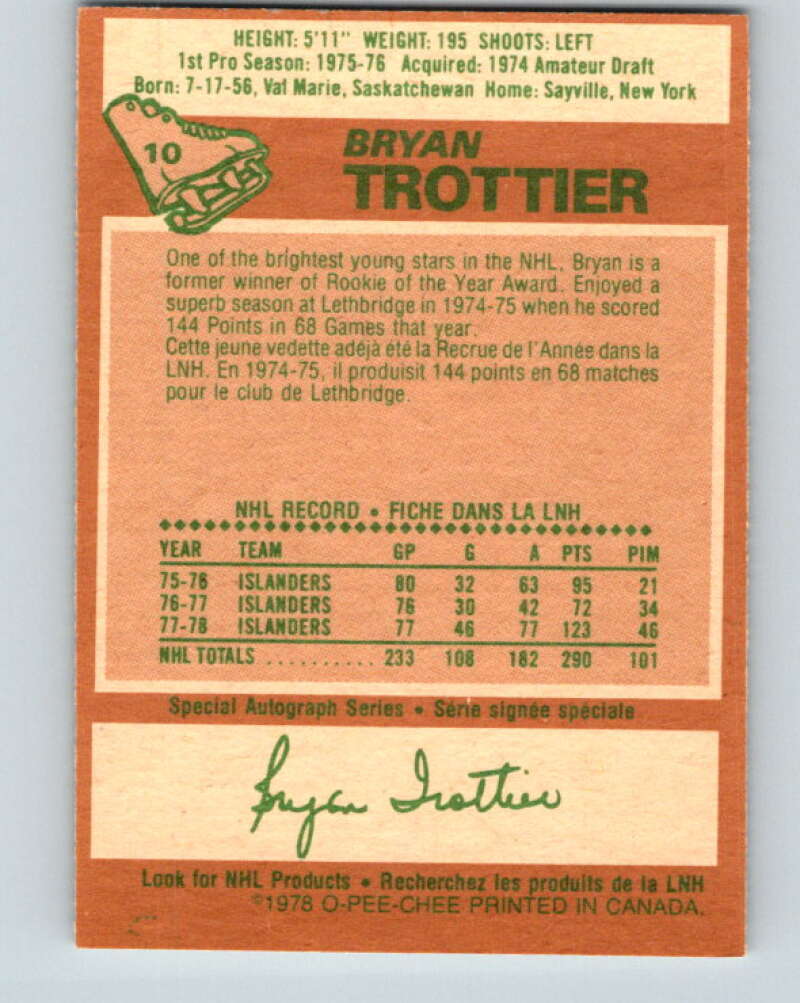 HEIGHT: 5'11" WEIGHT: 195 SHOOTS: LEFT
1st Pro Season: 1975-76 Acquired: 1974 Amateur Draft
Born: 7-17-56, Val Marie, Saskatchewan Home: Sayville, New York
10
BRYAN
TROTTIER
One of the brightest young stars in the NHL, Bryan is a
former winner of Rookie of the Year Award. Enjoyed a
superb season at Lethbridge in 1974-75 when he scored
144 Points in 68 Games that year.
Cette jeune vedette adéjà été la Recrue de l'Année dans la
LNH. En 1974-75, il produisit 144 points en 68 matches
pour le club de Lethbridge.
NHL RECORD • FICHE DANS LA LNH
YEAR TEAM GP G A PTS PIM
75-76 ISLANDERS 80 32 63 95 21
76-77 ISLANDERS 76 30 42 72 34
77-78 ISLANDERS 77 46 77 123 46
NHL TOTALS .......... 233 108 182 290 101
Special Autograph Series • Série signée spéciale
Bryan Trottier
Look for NHL Products • Recherchez les produits de la LNH
©1978 O-PEE-CHEE PRINTED IN CANADA.